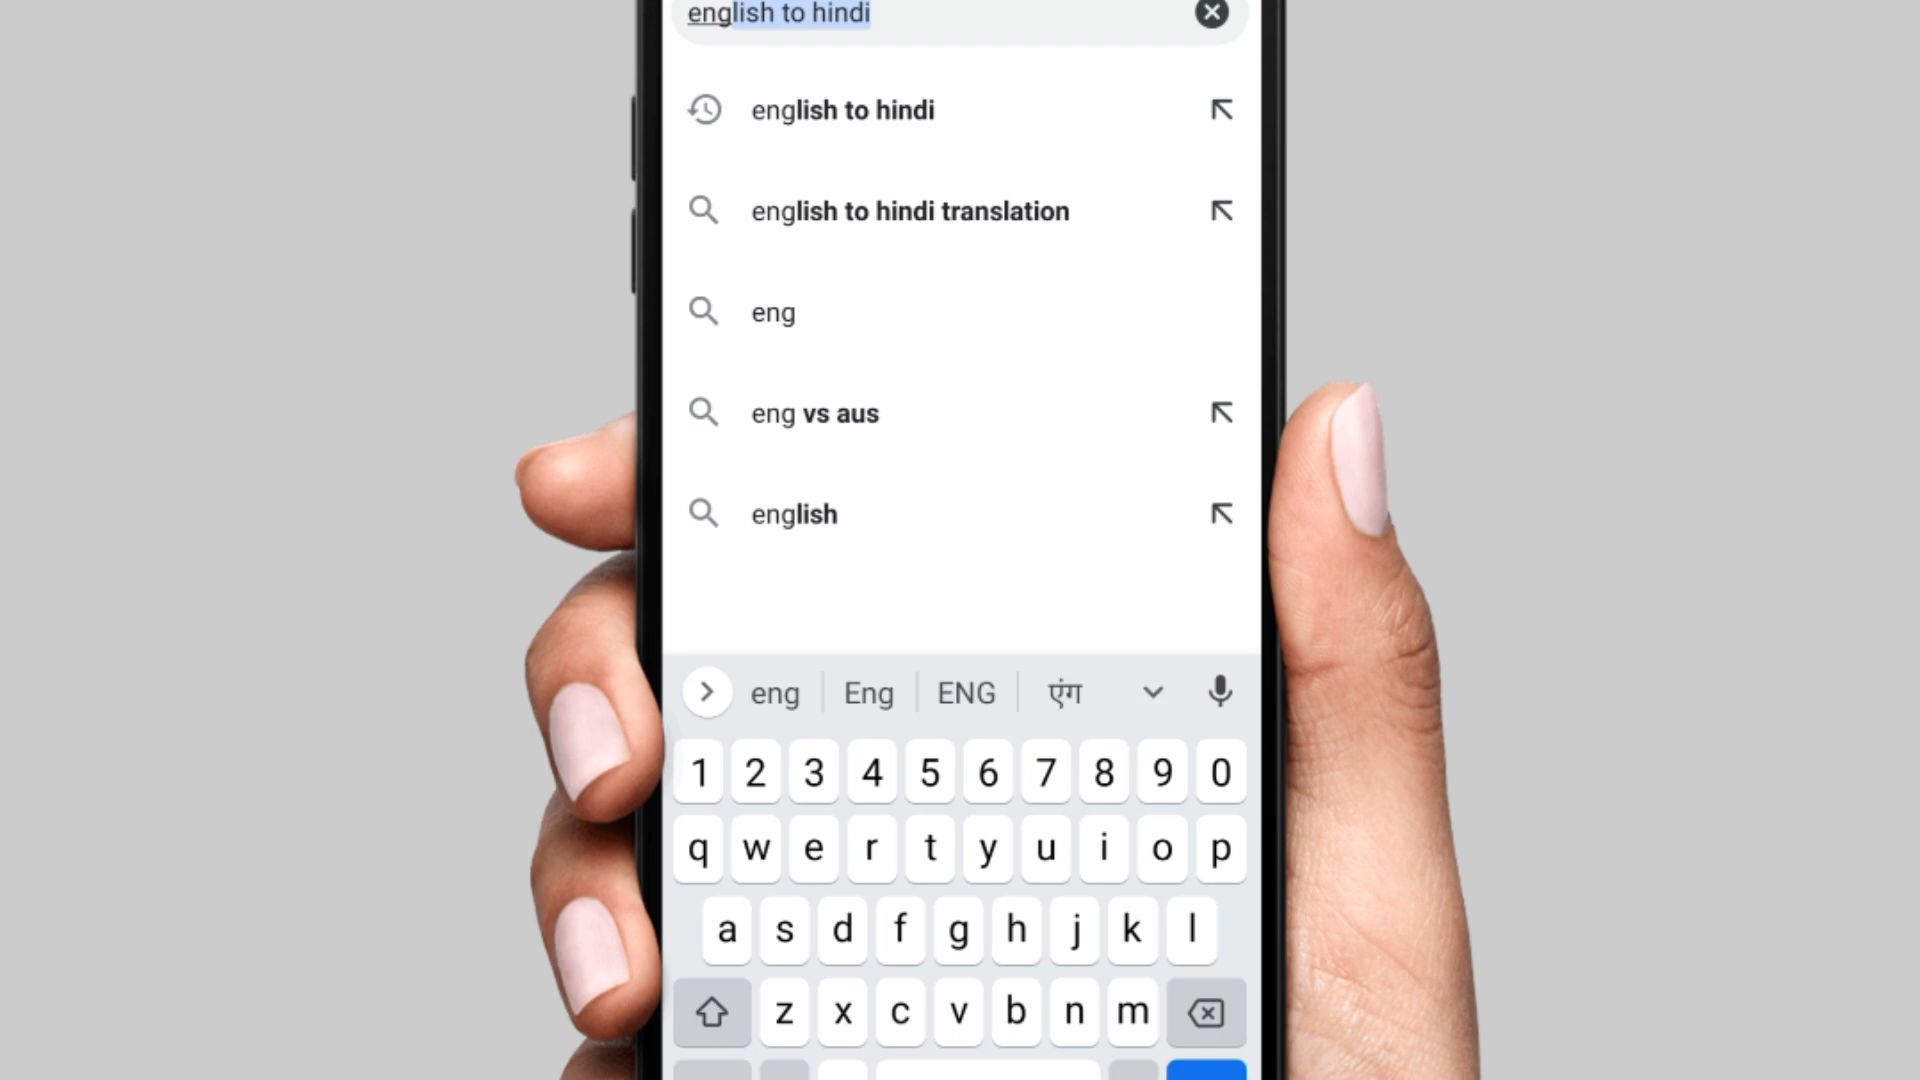 english to hindi
english to hindi
english to hindi translation
eng
eng vs aus
english
eng Eng ENG एंग
1 2 3 4 5 6 7 8 9 0
q w e r t y u i o p
a s d f g h j k l
z x c v b n m